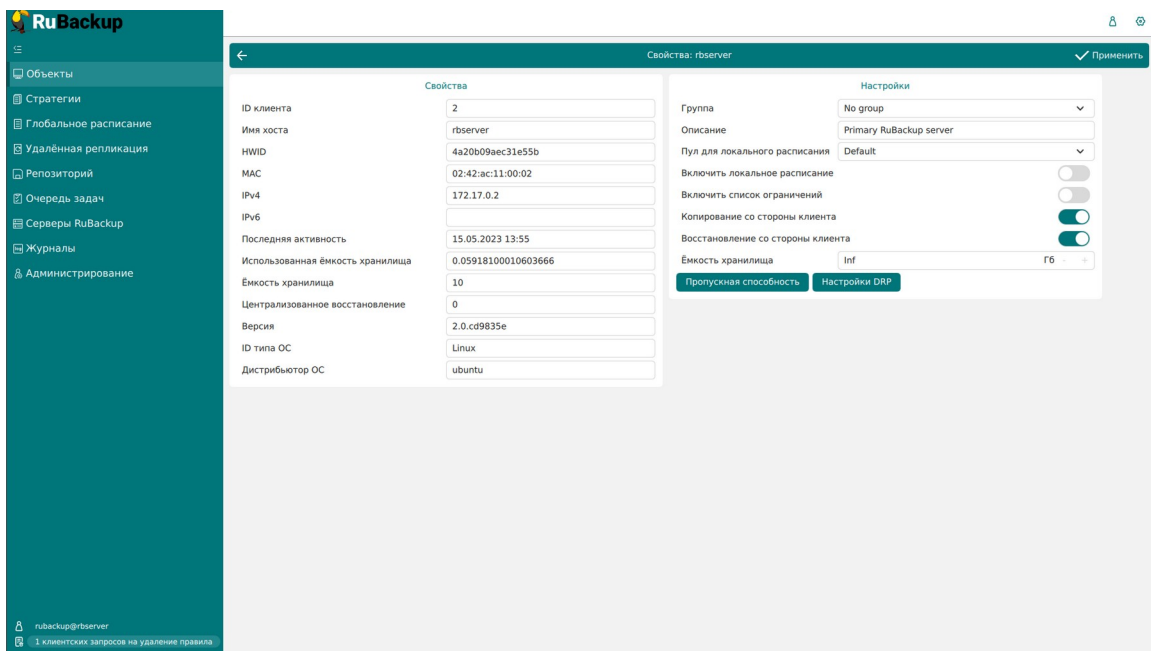 RuBackup
Объекты
Стратегии
Глобальное расписание
Удалённая репликация
Репозиторий
Очередь задач
Серверы RuBackup
Журналы
Администрирование
rubackup@rbserver
1 клиентских запросов на удаление правила
Свойства: rbserver
Применить
Свойства
ID клиента 2
Имя хоста rbserver
HWID 4a20b09aec31e55b
MAC 02:42:ac:11:00:02
IPv4 172.17.0.2
IPv6
Последняя активность 15.05.2023 13:55
Использованная ёмкость хранилища 0.05918100010603666
Ёмкость хранилища 10
Централизованное восстановление 0
Версия 2.0.cd9835e
ID типа ОС Linux
Дистрибьютор ОС ubuntu
Настройки
Группа No group
Описание Primary RuBackup server
Пул для локального расписания Default
Включить локальное расписание
Включить список ограничений
Копирование со стороны клиента
Восстановление со стороны клиента
Ёмкость хранилища Inf Гб - +
Пропускная способность Настройки DRP